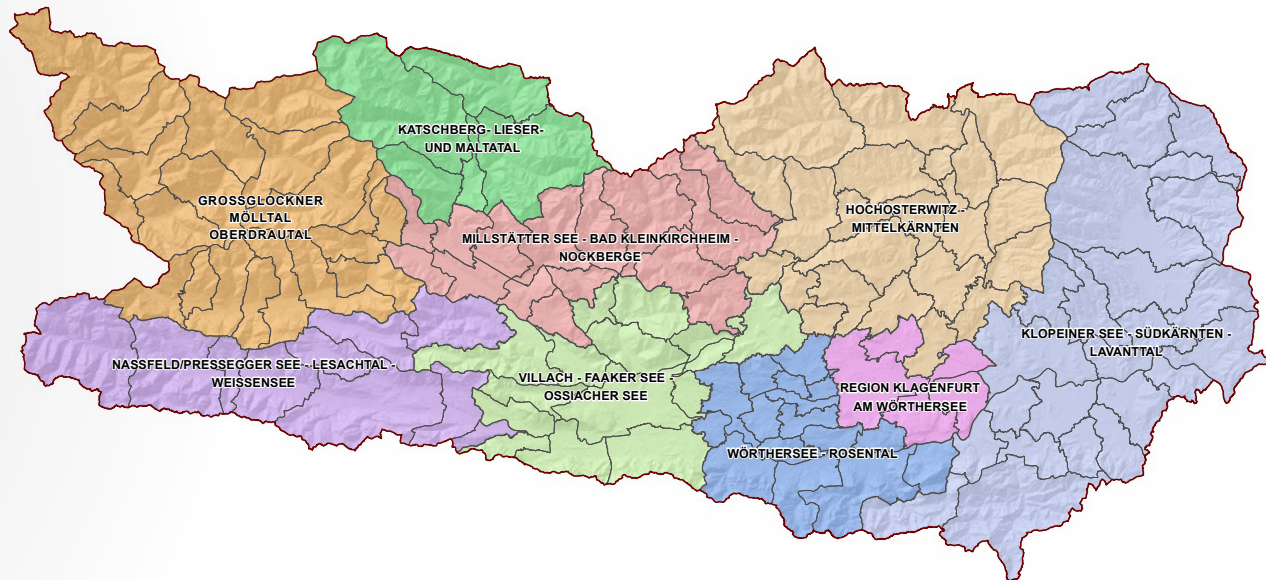 KATSCHBERG- LIESER-
UND MALTATAL
GROSSGLOCKNER
MÖLLTAL
OBERDRAUTAL
HOCHOSTERWITZ -
MITTELKÄRNTEN
MILLSTÄTTER SEE - BAD KLEINKIRCHHEIM -
NOCKBERGE
KLOPEINER SEE - SÜDKÄRNTEN -
LAVANTTAL
NASSFELD/PRESSEGGER SEE - LESACHTAL -
WEISSENSEE
VILLACH - FAAKER SEE -
OSSIACHER SEE
REGION KLAGENFURT
AM WÖRTHERSEE
WÖRTHERSEE - ROSENTAL